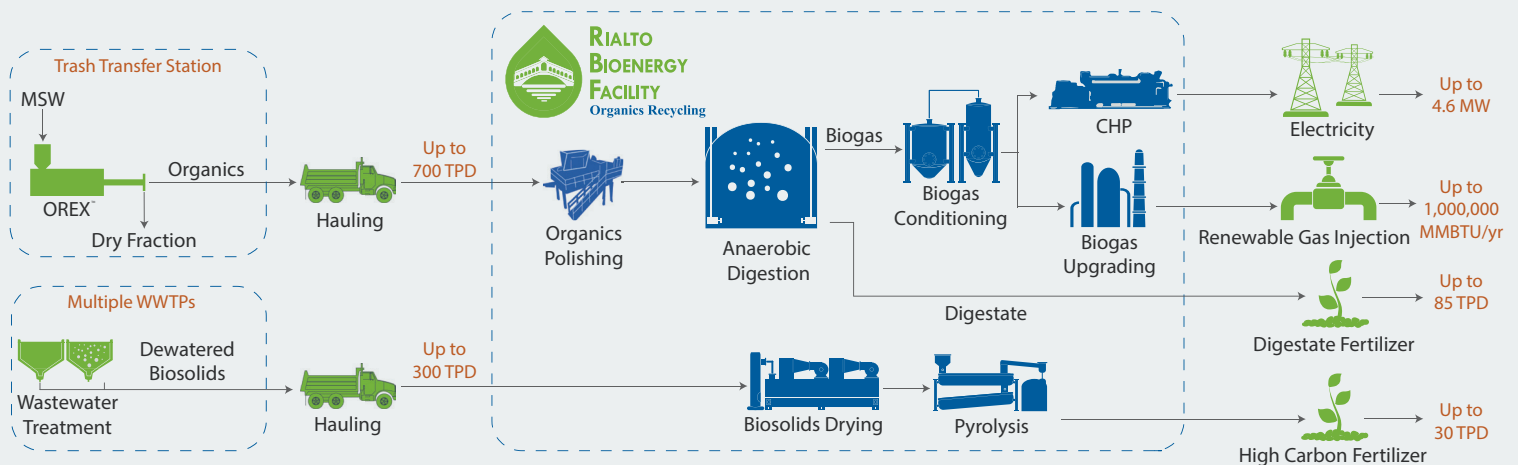 Trash Transfer Station
MSW
OREX™
Organics
Dry Fraction
Hauling
Up to
700 TPD
RIALTO
BIOENERGY
FACILITY
Organics Recycling
Organics
Polishing
Anaerobic
Digestion
Biogas
Biogas
Conditioning
CHP
Biogas
Upgrading
Electricity
Up to
4.6 MW
Renewable Gas Injection
Up to
1,000,000
MMBTU/yr
Digestate
Digestate Fertilizer
Up to
85 TPD
Multiple WWTPs
Dewatered
Biosolids
Wastewater
Treatment
Hauling
Up to
300 TPD
Biosolids Drying
Pyrolysis
High Carbon Fertilizer
Up to
30 TPD